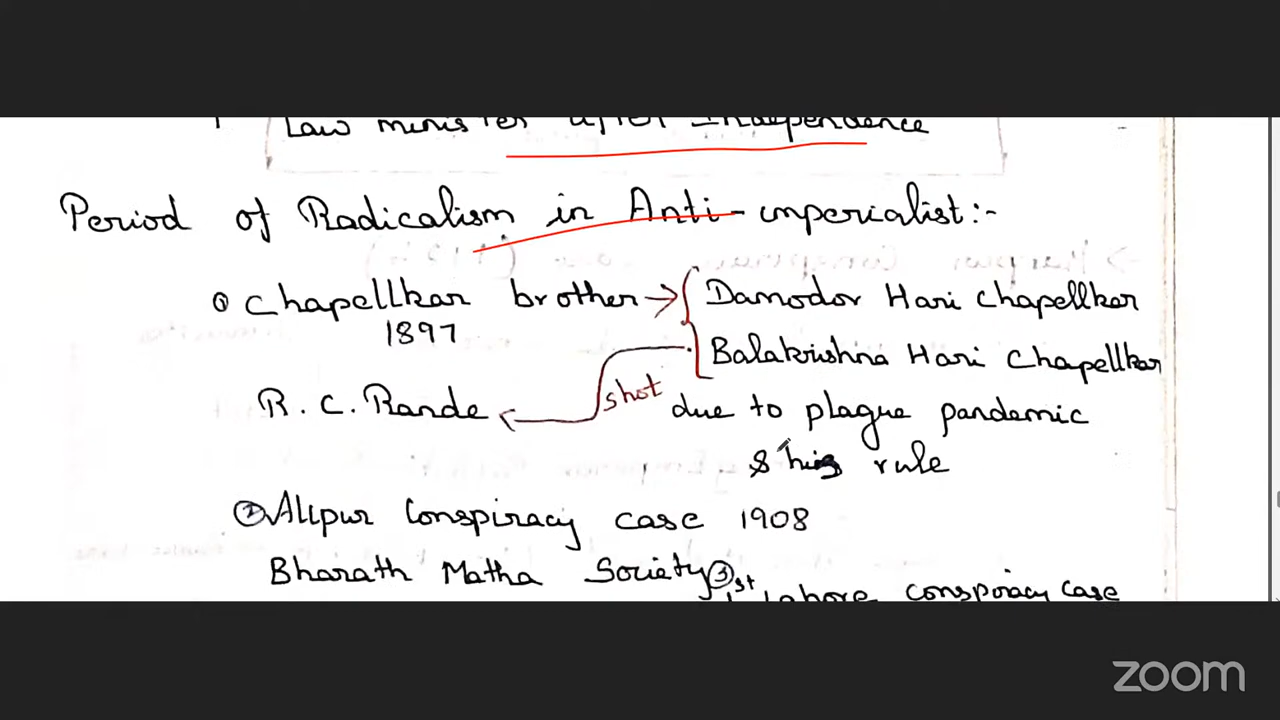 Law minister after Independence
Period of Radicalism in Anti-imperialist:-
① Chapellkar brother → Damodor Hari Chapellkar
1897
Balakrishna Hari Chapellkar
R. C. Rande
shot
due to plague pandemic
& his rule
② Alipur Conspiracy case 1908
Bharath Matha Society
③ 1st Lahore conspiracy case
zoom